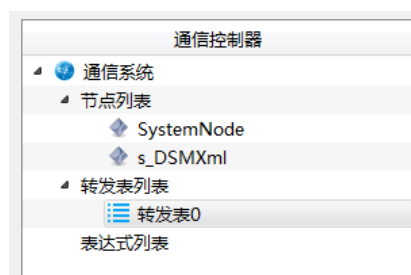 通信控制器
通信系统
节点列表
SystemNode
s_DSMXml
转发表列表
转发表0
表达式列表